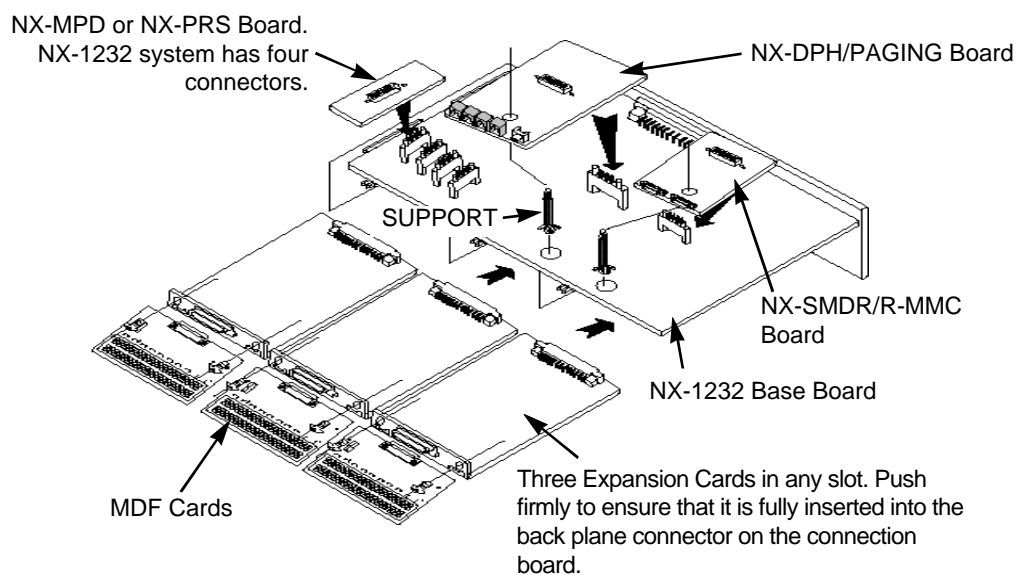 NX-MPD or NX-PRS Board.
NX-1232 system has four
connectors.
NX-DPH/PAGING Board
SUPPORT
NX-SMDR/R-MMC
Board
NX-1232 Base Board
MDF Cards
Three Expansion Cards in any slot. Push
firmly to ensure that it is fully inserted into the
back plane connector on the connection
board.